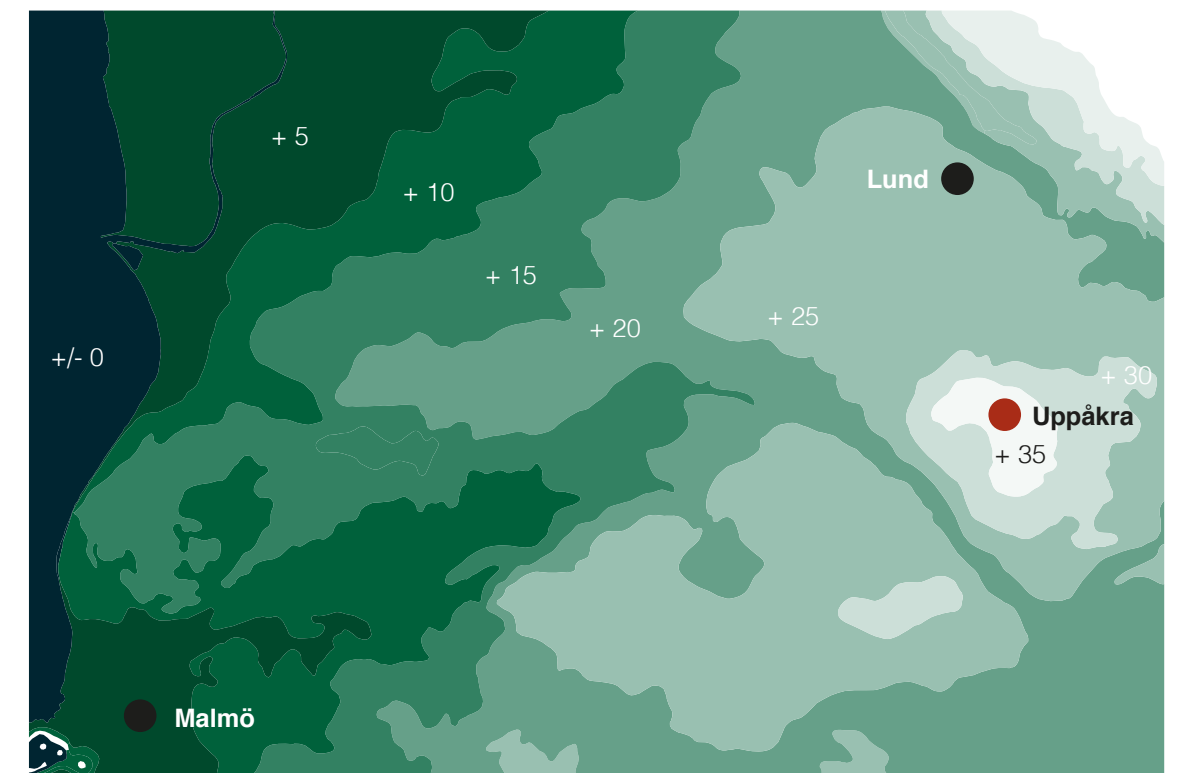 + 5
Lund
+ 10
+ 15
+ 25
+ 20
+/- 0
+ 30
Uppåkra
+ 35
Malmö